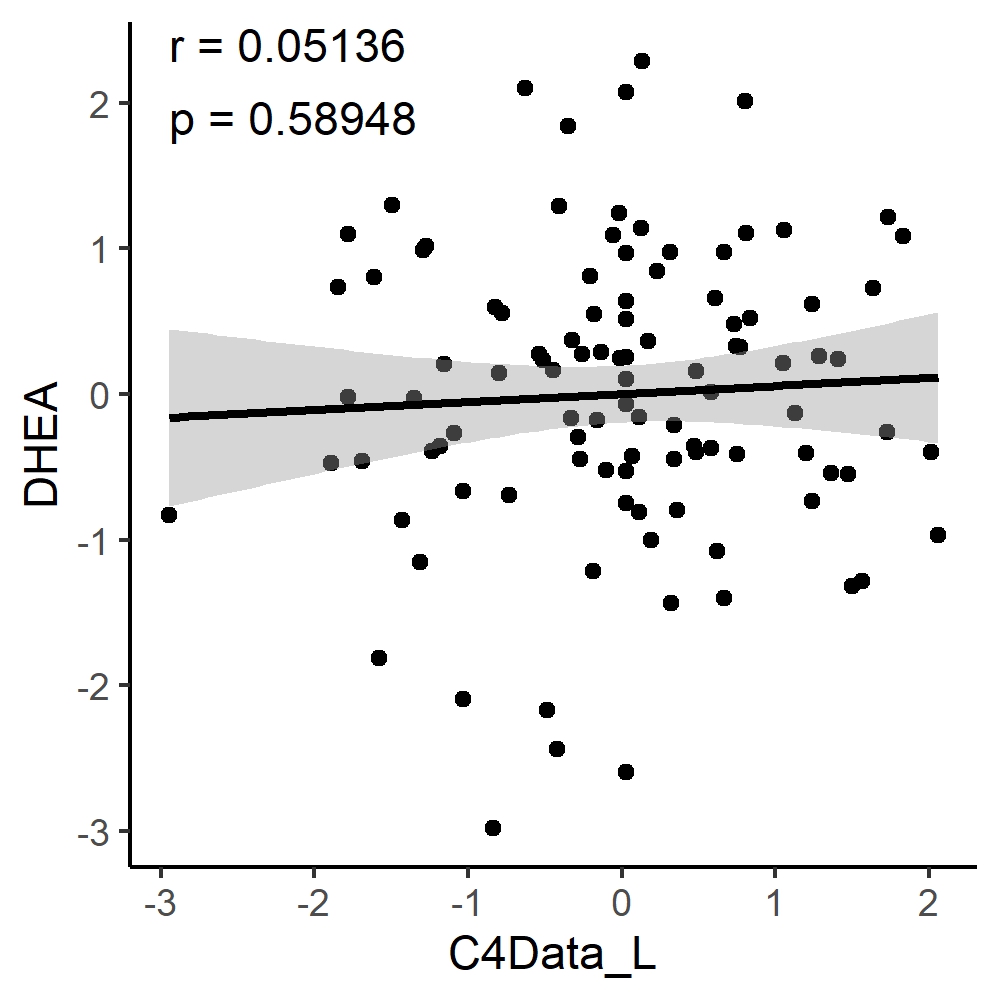 r = 0.05136
p = 0.58948
2
1
0
-1
-2
-3
DHEA
-3 -2 -1 0 1 2
C4Data_L